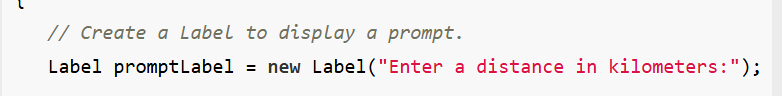 {
// Create a Label to display a prompt.
Label promptLabel = new Label("Enter a distance in kilometers:");